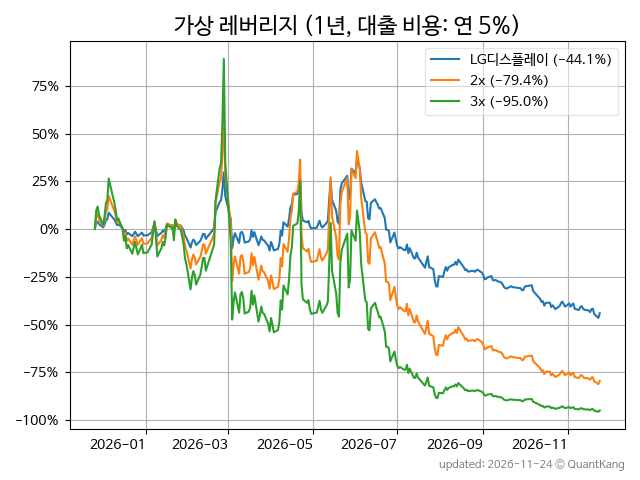 가상 레버리지 (1년, 대출 비용: 연 5%)
LG디스플레이 (−44.1%)
2x (−79.4%)
3x (−95.0%)
75%
50%
25%
0%
−25%
−50%
−75%
−100%
2026-01 2026-03 2026-05 2026-07 2026-09 2026-11
updated: 2026-11-24 © QuantKang